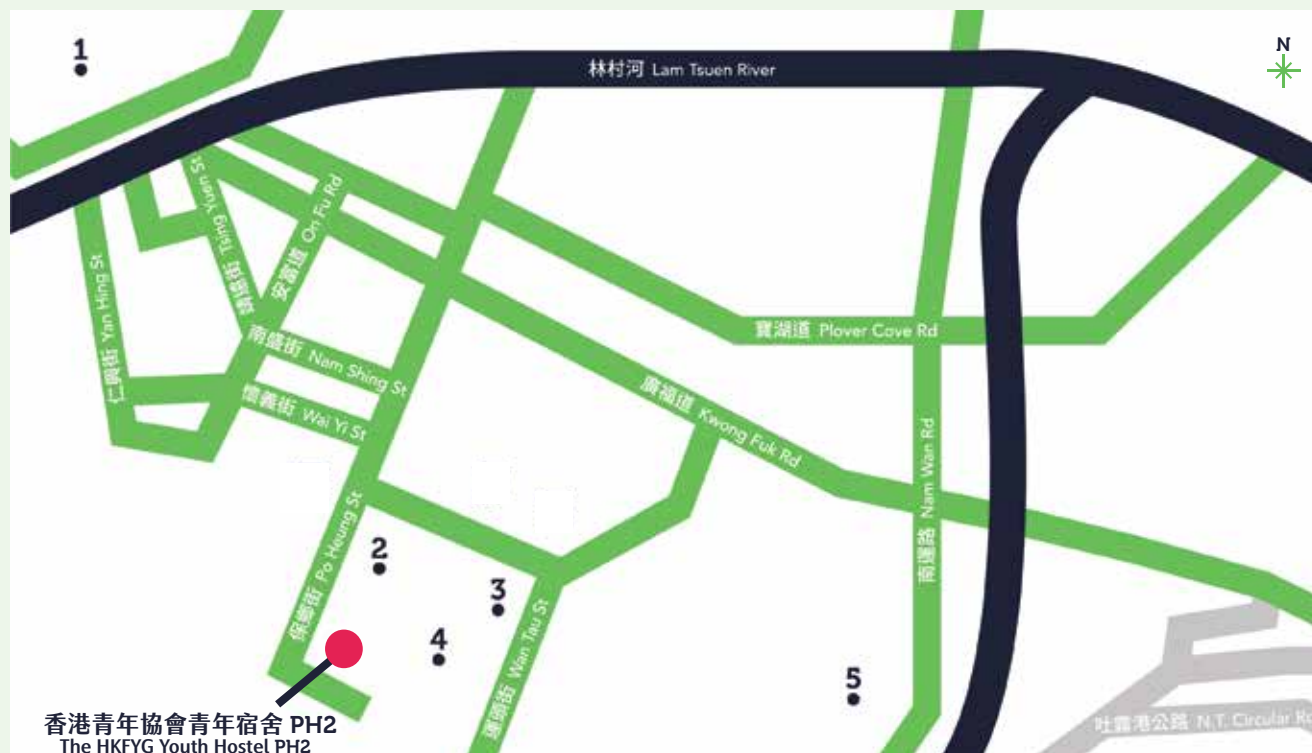 1
林村河 Lam Tsuen River
N
靖遠街 Tsing Yuen St
安富道 On Fu Rd
仁興街 Yan Hing St
寶湖道 Plover Cove Rd
南盛街 Nam Shing St
懷義街 Wai Yi St
廣福道 Kwong Fuk Rd
南運路 Nam Wan Rd
保鄉街 Po Heung St
2
3
運頭街 Wan Tau St
4
5
香港青年協會青年宿舍 PH2
The HKFYG Youth Hostel PH2
吐露港公路 N.T. Circular Rd